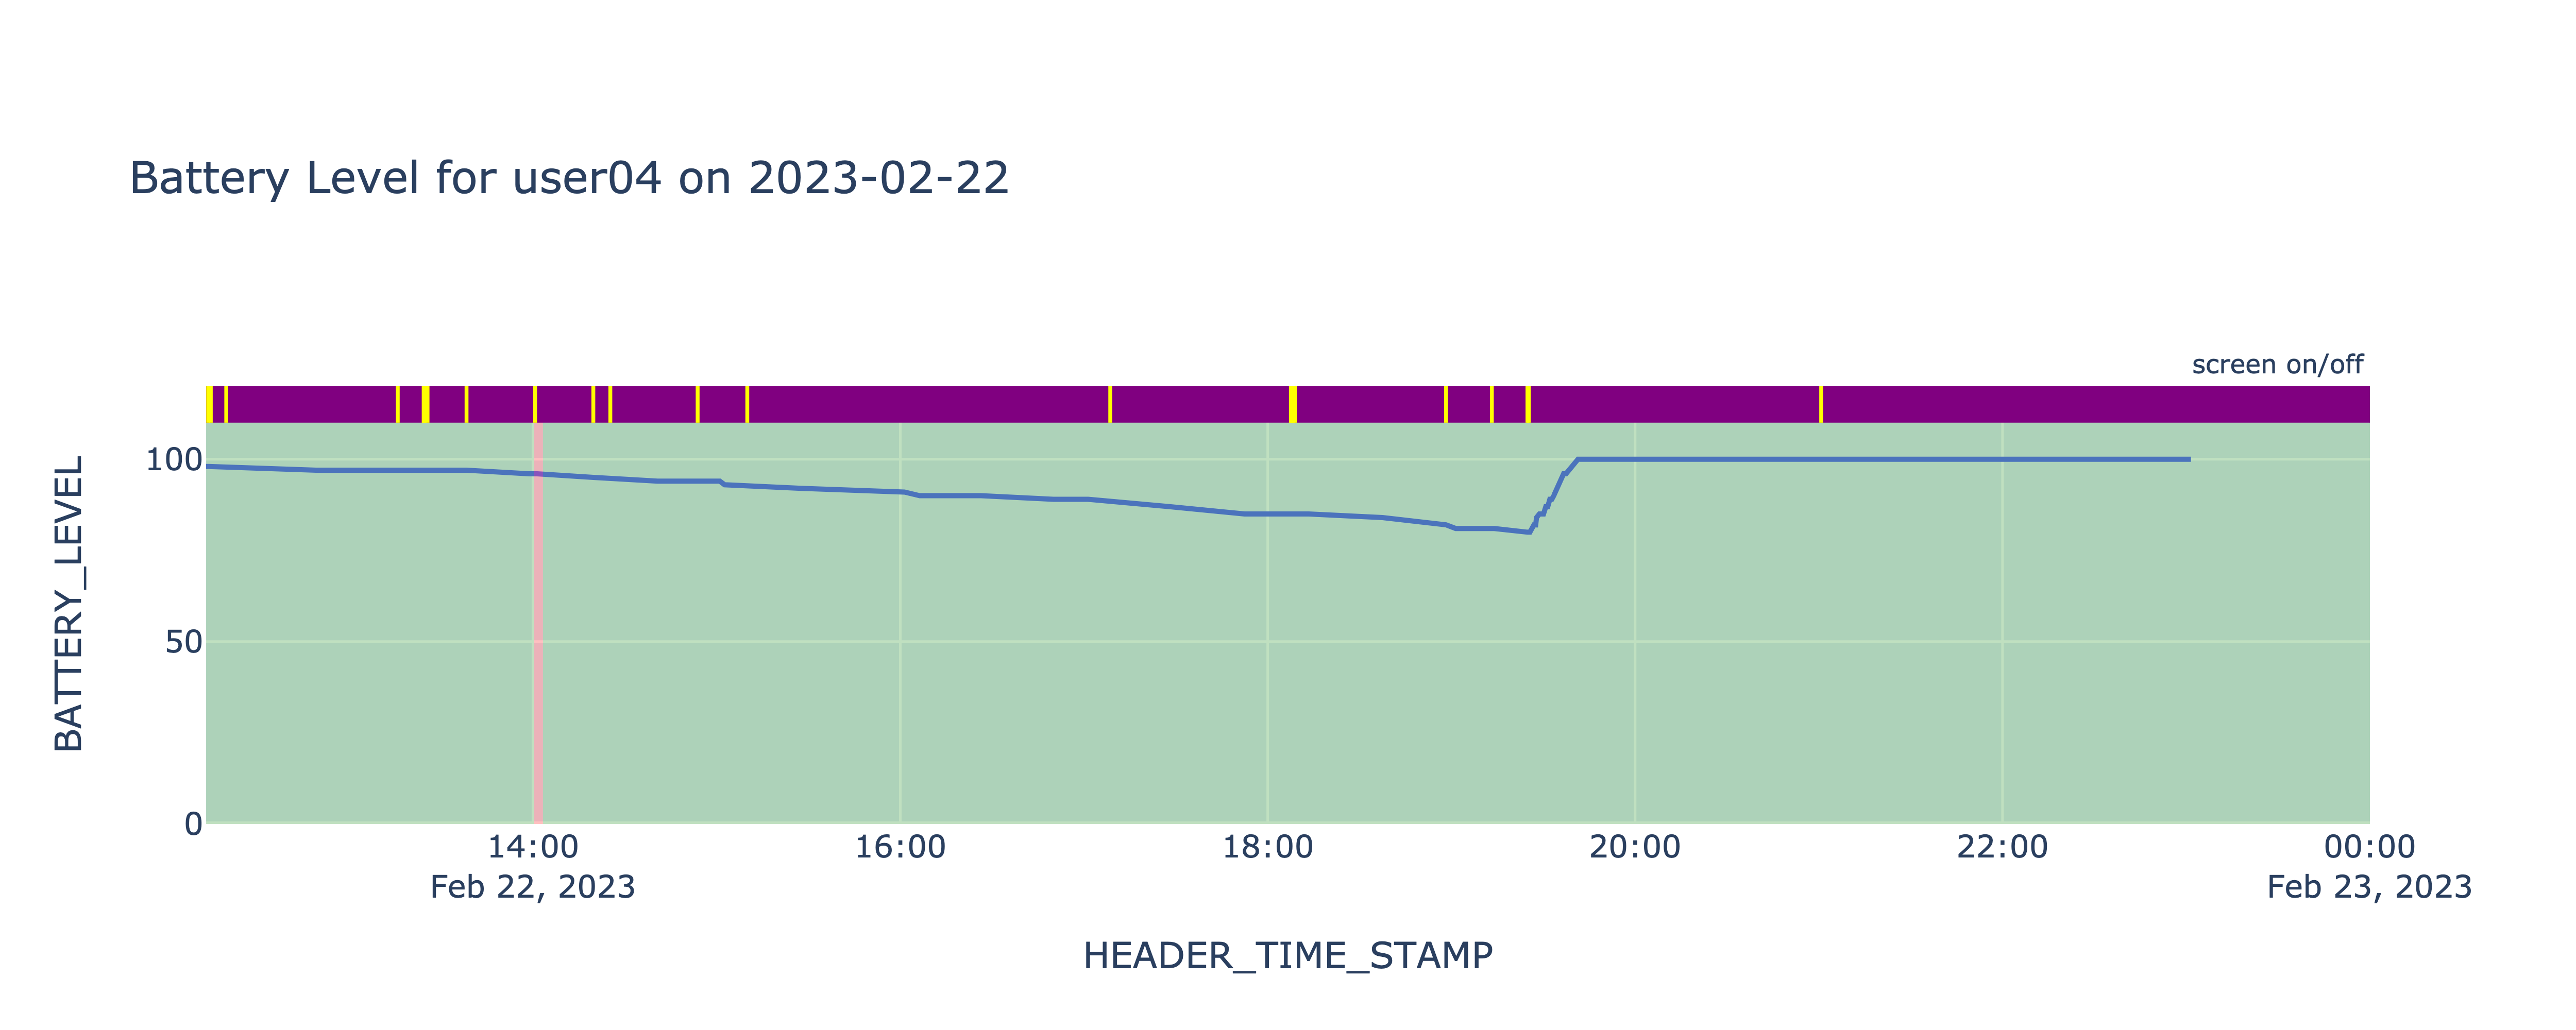 Battery Level for user04 on 2023-02-22
screen on/off
BATTERY_LEVEL
100
50
0
14:00 16:00 18:00 20:00 22:00 00:00
Feb 22, 2023 Feb 23, 2023
HEADER_TIME_STAMP